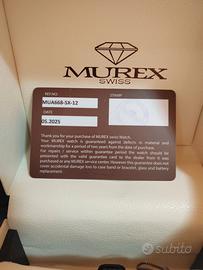 MUREX
SWISS
REF.NO
STAMP
MUA668-SX-12
DATE
05.2025
Thank you for your purchase of MUREX swiss Watch.
Your MUREX watch is guaranteed against defects in material and
workmanship for a period of two years from the date of purchase.
For repairs / service within guarantee period the watch should be
presented with the valid guarantee card to the dealer from it was
purchased or any MUREX service center. However this guarantee does not
cover accidental damage loss to case band or bracelet, glass and battery
replacement.
subito